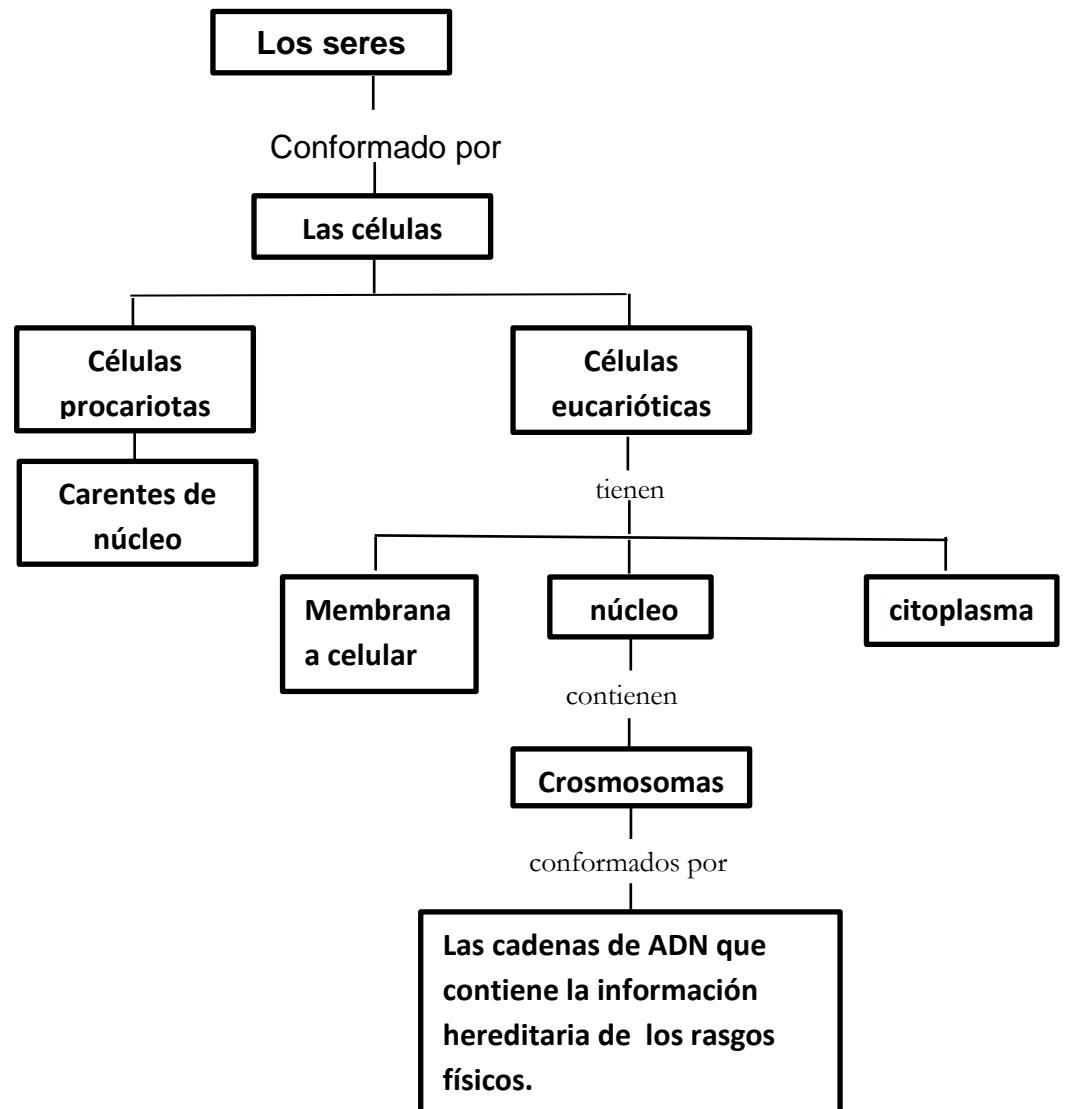 Los seres
Conformado por
Las células
Células
procariotas
Carentes de
núcleo
Células
eucarióticas
tienen
Membrana
a celular
núcleo
citoplasma
contienen
Crosmosomas
conformados por
Las cadenas de ADN que
contiene la información
hereditaria de los rasgos
físicos.